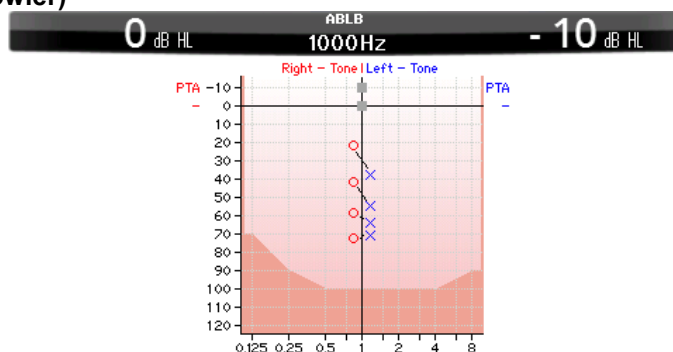 owler)
ABLB
0 dB HL
1000Hz
- 10 dB HL
Right - Tone Left - Tone
PTA
-
PTA
-
-10
0
10
20
30
40
50
60
70
80
90
100
110
120
0.125 0.25 0.5 1 2 4 8